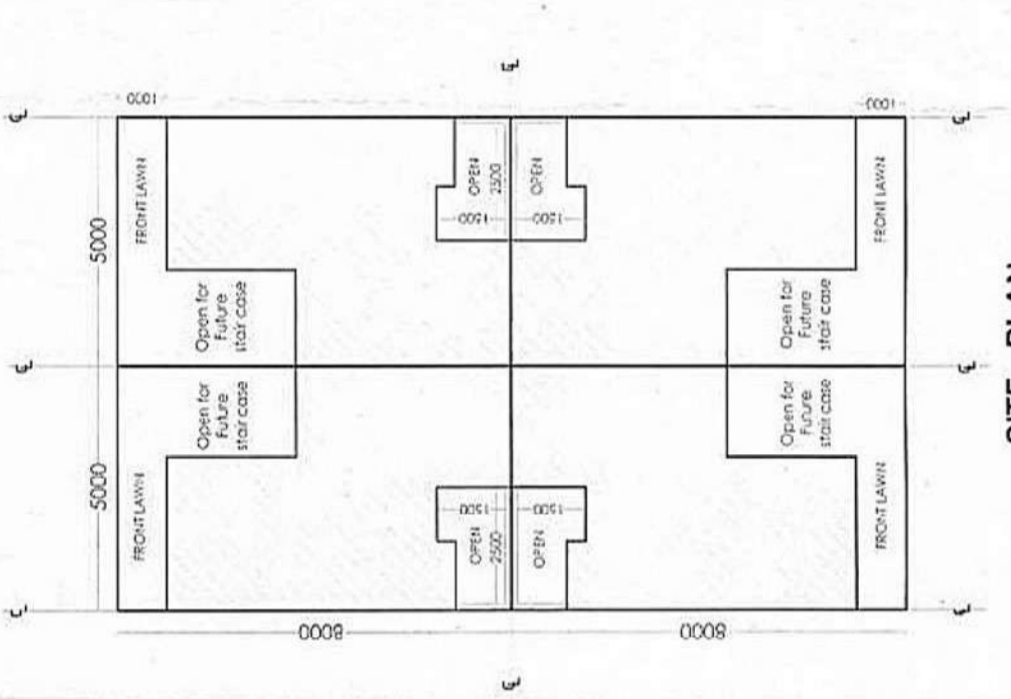 1000
1000
5000
5000
FRONT LAWN
FRONT LAWN
Open for
Future
stair case
Open for
Future
stair case
8000
1500
OPEN
2500
1500
OPEN
2500
1500
OPEN
1500
OPEN
8000
Open for
Future
stair case
Open for
Future
stair case
FRONT LAWN
FRONT LAWN
SITE PLAN